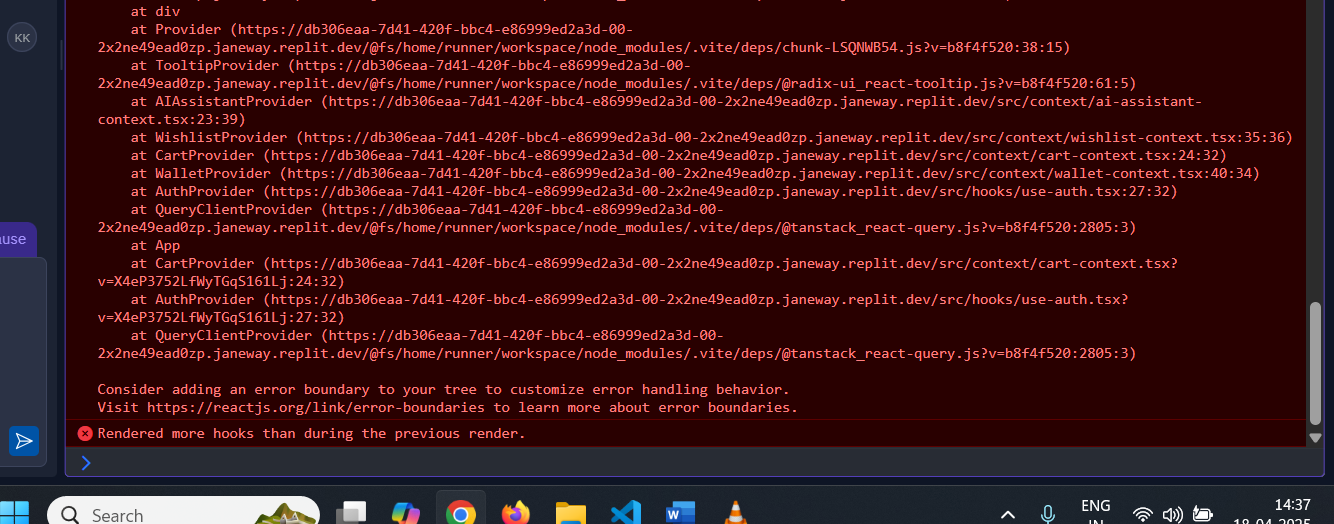 at div
KK
at Provider (https://db306eaa-7d41-420f-bbc4-e86999ed2a3d-00-
2x2ne49ead0zp.janeway.replit.dev/@fs/home/runner/workspace/node_modules/.vite/deps/chunk-LSQNWB54.js?v=b8f4f520:38:15)
at TooltipProvider (https://db306eaa-7d41-420f-bbc4-e86999ed2a3d-00-
2x2ne49ead0zp.janeway.replit.dev/@fs/home/runner/workspace/node_modules/.vite/deps/@radix-ui_react-tooltip.js?v=b8f4f520:61:5)
at AIAssistantProvider (https://db306eaa-7d41-420f-bbc4-e86999ed2a3d-00-2x2ne49ead0zp.janeway.replit.dev/src/context/ai-assistant-
context.tsx:23:39)
at WishlistProvider (https://db306eaa-7d41-420f-bbc4-e86999ed2a3d-00-2x2ne49ead0zp.janeway.replit.dev/src/context/wishlist-context.tsx:35:36)
at CartProvider (https://db306eaa-7d41-420f-bbc4-e86999ed2a3d-00-2x2ne49ead0zp.janeway.replit.dev/src/context/cart-context.tsx:24:32)
at WalletProvider (https://db306eaa-7d41-420f-bbc4-e86999ed2a3d-00-2x2ne49ead0zp.janeway.replit.dev/src/context/wallet-context.tsx:40:34)
at AuthProvider (https://db306eaa-7d41-420f-bbc4-e86999ed2a3d-00-2x2ne49ead0zp.janeway.replit.dev/src/hooks/use-auth.tsx:27:32)
at QueryClientProvider (https://db306eaa-7d41-420f-bbc4-e86999ed2a3d-00-
2x2ne49ead0zp.janeway.replit.dev/@fs/home/runner/workspace/node_modules/.vite/deps/@tanstack_react-query.js?v=b8f4f520:2805:3)
at App
at CartProvider (https://db306eaa-7d41-420f-bbc4-e86999ed2a3d-00-2x2ne49ead0zp.janeway.replit.dev/src/context/cart-context.tsx?
v=X4eP3752LfWyTGqS161Lj:24:32)
at AuthProvider (https://db306eaa-7d41-420f-bbc4-e86999ed2a3d-00-2x2ne49ead0zp.janeway.replit.dev/src/hooks/use-auth.tsx?
v=X4eP3752LfWyTGqS161Lj:27:32)
at QueryClientProvider (https://db306eaa-7d41-420f-bbc4-e86999ed2a3d-00-
2x2ne49ead0zp.janeway.replit.dev/@fs/home/runner/workspace/node_modules/.vite/deps/@tanstack_react-query.js?v=b8f4f520:2805:3)
Consider adding an error boundary to your tree to customize error handling behavior.
Visit https://reactjs.org/link/error-boundaries to learn more about error boundaries.
Rendered more hooks than during the previous render.
Search
ENG
IN
14:37
18-04-2025